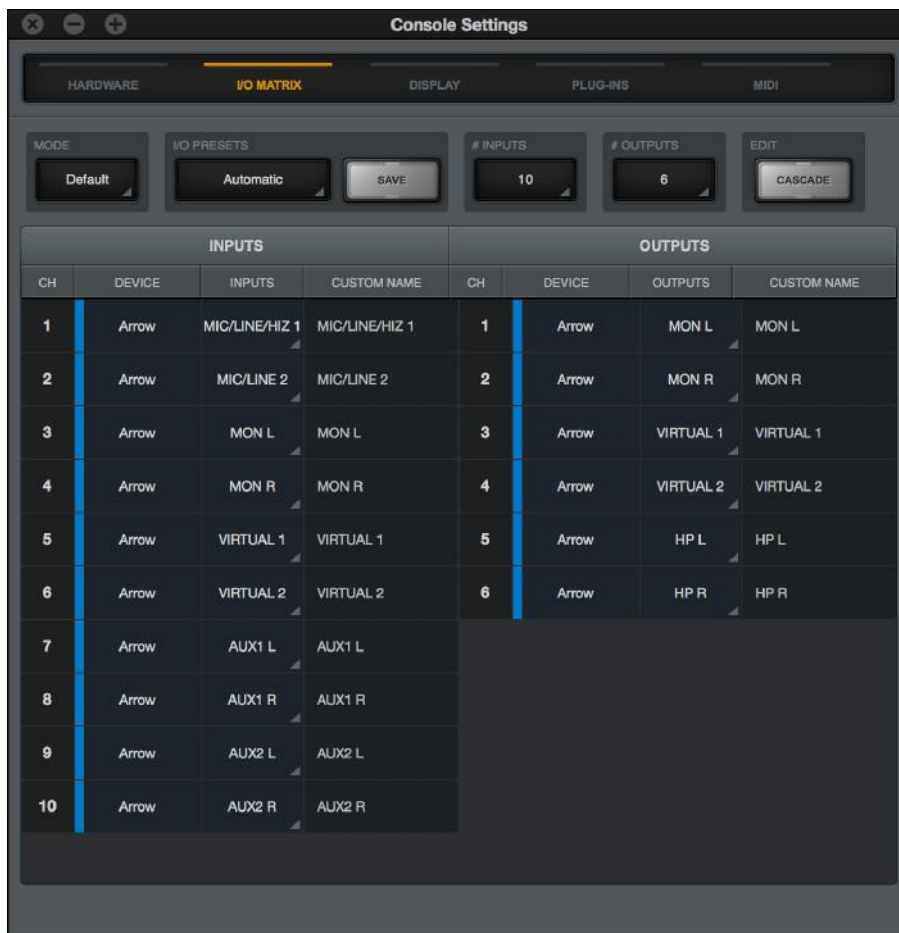 Console Settings
HARDWARE I/O MATRIX DISPLAY PLUG-INS MIDI
MODE I/O PRESETS # INPUTS # OUTPUTS EDIT
Default Automatic SAVE 10 6 CASCADE
INPUTS OUTPUTS
CH DEVICE INPUTS CUSTOM NAME CH DEVICE OUTPUTS CUSTOM NAME
1 Arrow MIC/LINE/HIZ 1 MIC/LINE/HIZ 1 1 Arrow MON L MON L
2 Arrow MIC/LINE 2 MIC/LINE 2 2 Arrow MON R MON R
3 Arrow MON L MON L 3 Arrow VIRTUAL 1 VIRTUAL 1
4 Arrow MON R MON R 4 Arrow VIRTUAL 2 VIRTUAL 2
5 Arrow VIRTUAL 1 VIRTUAL 1 5 Arrow HP L HP L
6 Arrow VIRTUAL 2 VIRTUAL 2 6 Arrow HP R HP R
7 Arrow AUX1 L AUX1 L
8 Arrow AUX1 R AUX1 R
9 Arrow AUX2 L AUX2 L
10 Arrow AUX2 R AUX2 R